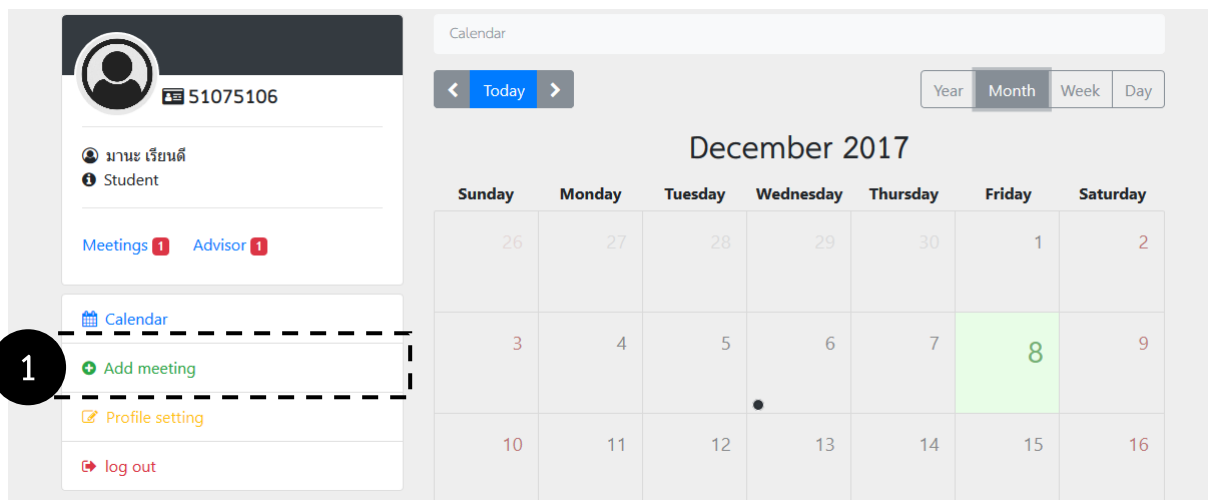 51075106
มานะ เรียนดี
Student
Meetings 1 Advisor 1
Calendar
1
Add meeting
Profile setting
log out
Calendar
Today
Year Month Week Day
December 2017
Sunday Monday Tuesday Wednesday Thursday Friday Saturday
26 27 28 29 30 1 2
3 4 5 6 7 8 9
10 11 12 13 14 15 16